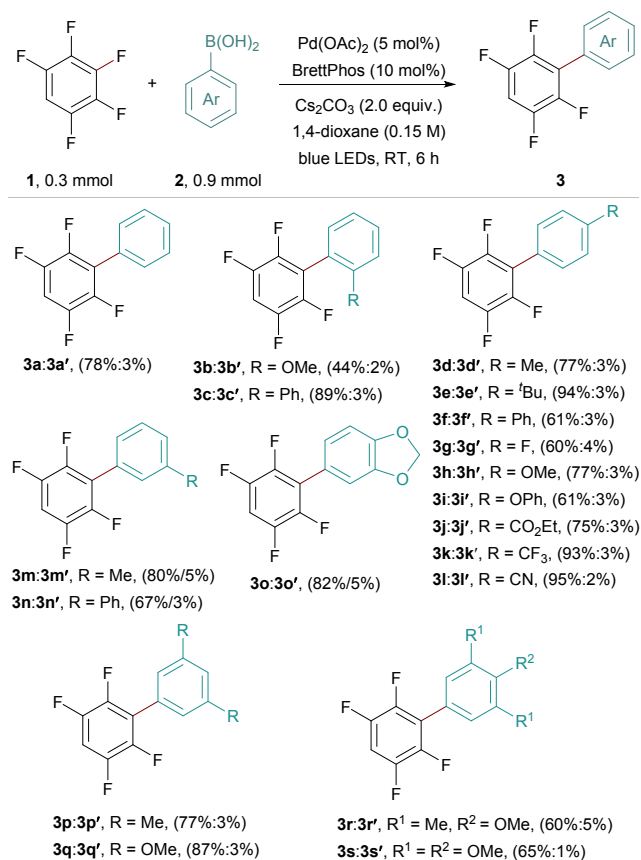 F
F
F
F
F
+
B(OH)2
Ar
Pd(OAc)2 (5 mol%)
BrettPhos (10 mol%)
Cs2CO3 (2.0 equiv.)
1,4-dioxane (0.15 M)
blue LEDs, RT, 6 h
F
F
F
F
Ar
1, 0.3 mmol
2, 0.9 mmol
3
F
F
F
F
3a:3a′, (78%:3%)
F
F
F
F
R
3b:3b′, R = OMe, (44%:2%)
3c:3c′, R = Ph, (89%:3%)
F
F
F
F
R
3d:3d′, R = Me, (77%:3%)
3e:3e′, R = tBu, (94%:3%)
3f:3f′, R = Ph, (61%:3%)
3g:3g′, R = F, (60%:4%)
3h:3h′, R = OMe, (77%:3%)
3i:3i′, R = OPh, (61%:3%)
3j:3j′, R = CO2Et, (75%:3%)
3k:3k′, R = CF3, (93%:3%)
3l:3l′, R = CN, (95%:2%)
F
F
F
F
R
3m:3m′, R = Me, (80%/5%)
3n:3n′, R = Ph, (67%/3%)
F
F
F
F
O
O
3o:3o′, (82%/5%)
F
F
F
F
R
R
3p:3p′, R = Me, (77%:3%)
3q:3q′, R = OMe, (87%:3%)
F
F
F
F
R1
R2
R1
3r:3r′, R1 = Me, R2 = OMe, (60%:5%)
3s:3s′, R1 = R2 = OMe, (65%:1%)